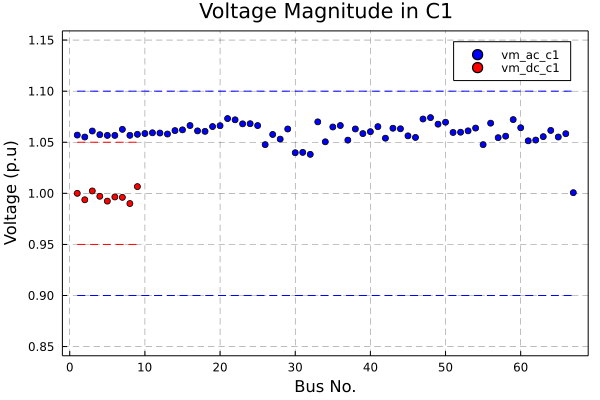 Voltage Magnitude in C1
vm_ac_c1
vm_dc_c1
1.15
1.10
1.05
1.00
0.95
0.90
0.85
Voltage (p.u)
0 10 20 30 40 50 60
Bus No.